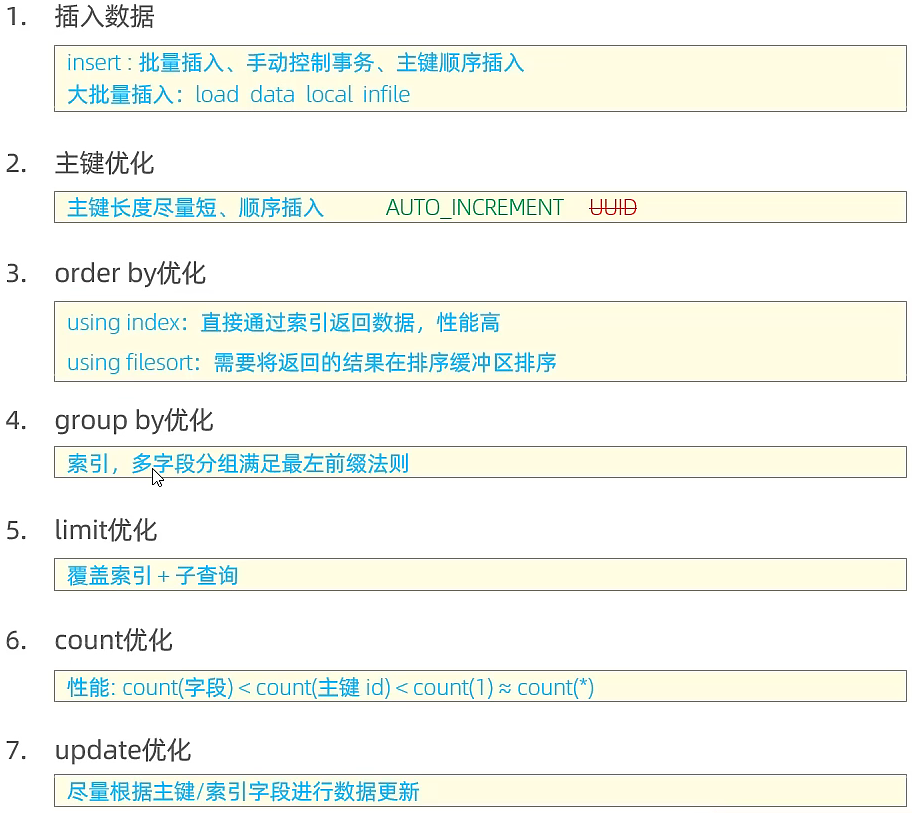 1. 插入数据
insert : 批量插入、手动控制事务、主键顺序插入
大批量插入：load data local infile
2. 主键优化
主键长度尽量短、顺序插入 AUTO_INCREMENT UUID
3. order by优化
using index：直接通过索引返回数据，性能高
using filesort：需要将返回的结果在排序缓冲区排序
4. group by优化
索引，多字段分组满足最左前缀法则
5. limit优化
覆盖索引 + 子查询
6. count优化
性能: count(字段) < count(主键 id) < count(1) ≈ count(*)
7. update优化
尽量根据主键/索引字段进行数据更新